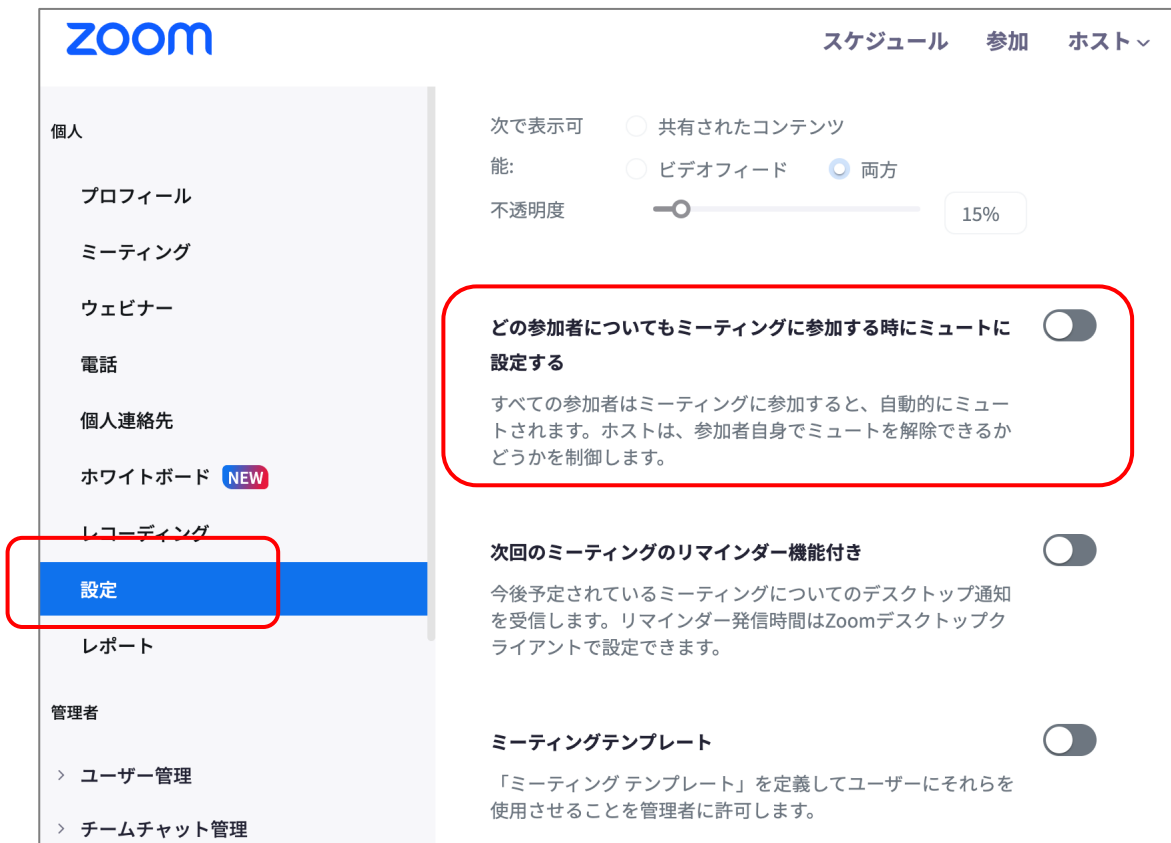 zoom
スケジュール 参加 ホスト
個人
プロフィール
ミーティング
ウェビナー
電話
個人連絡先
ホワイトボード NEW
レコーディング
設定
レポート
管理者
ユーザー管理
チームチャット管理
次で表示可
能:
共有されたコンテンツ
ビデオフィード 両方
不透明度 15%
どの参加者についてもミーティングに参加する時にミュートに
設定する
すべての参加者はミーティングに参加すると、自動的にミュー
トされます。ホストは、参加者自身でミュートを解除できるか
どうかを制御します。
次回のミーティングのリマインダー機能付き
今後予定されているミーティングについてのデスクトップ通知
を受信します。リマインダー発信時間はZoomデスクトップク
ライアントで設定できます。
ミーティングテンプレート
「ミーティング テンプレート」を定義してユーザーにそれらを
使用させることを管理者に許可します。